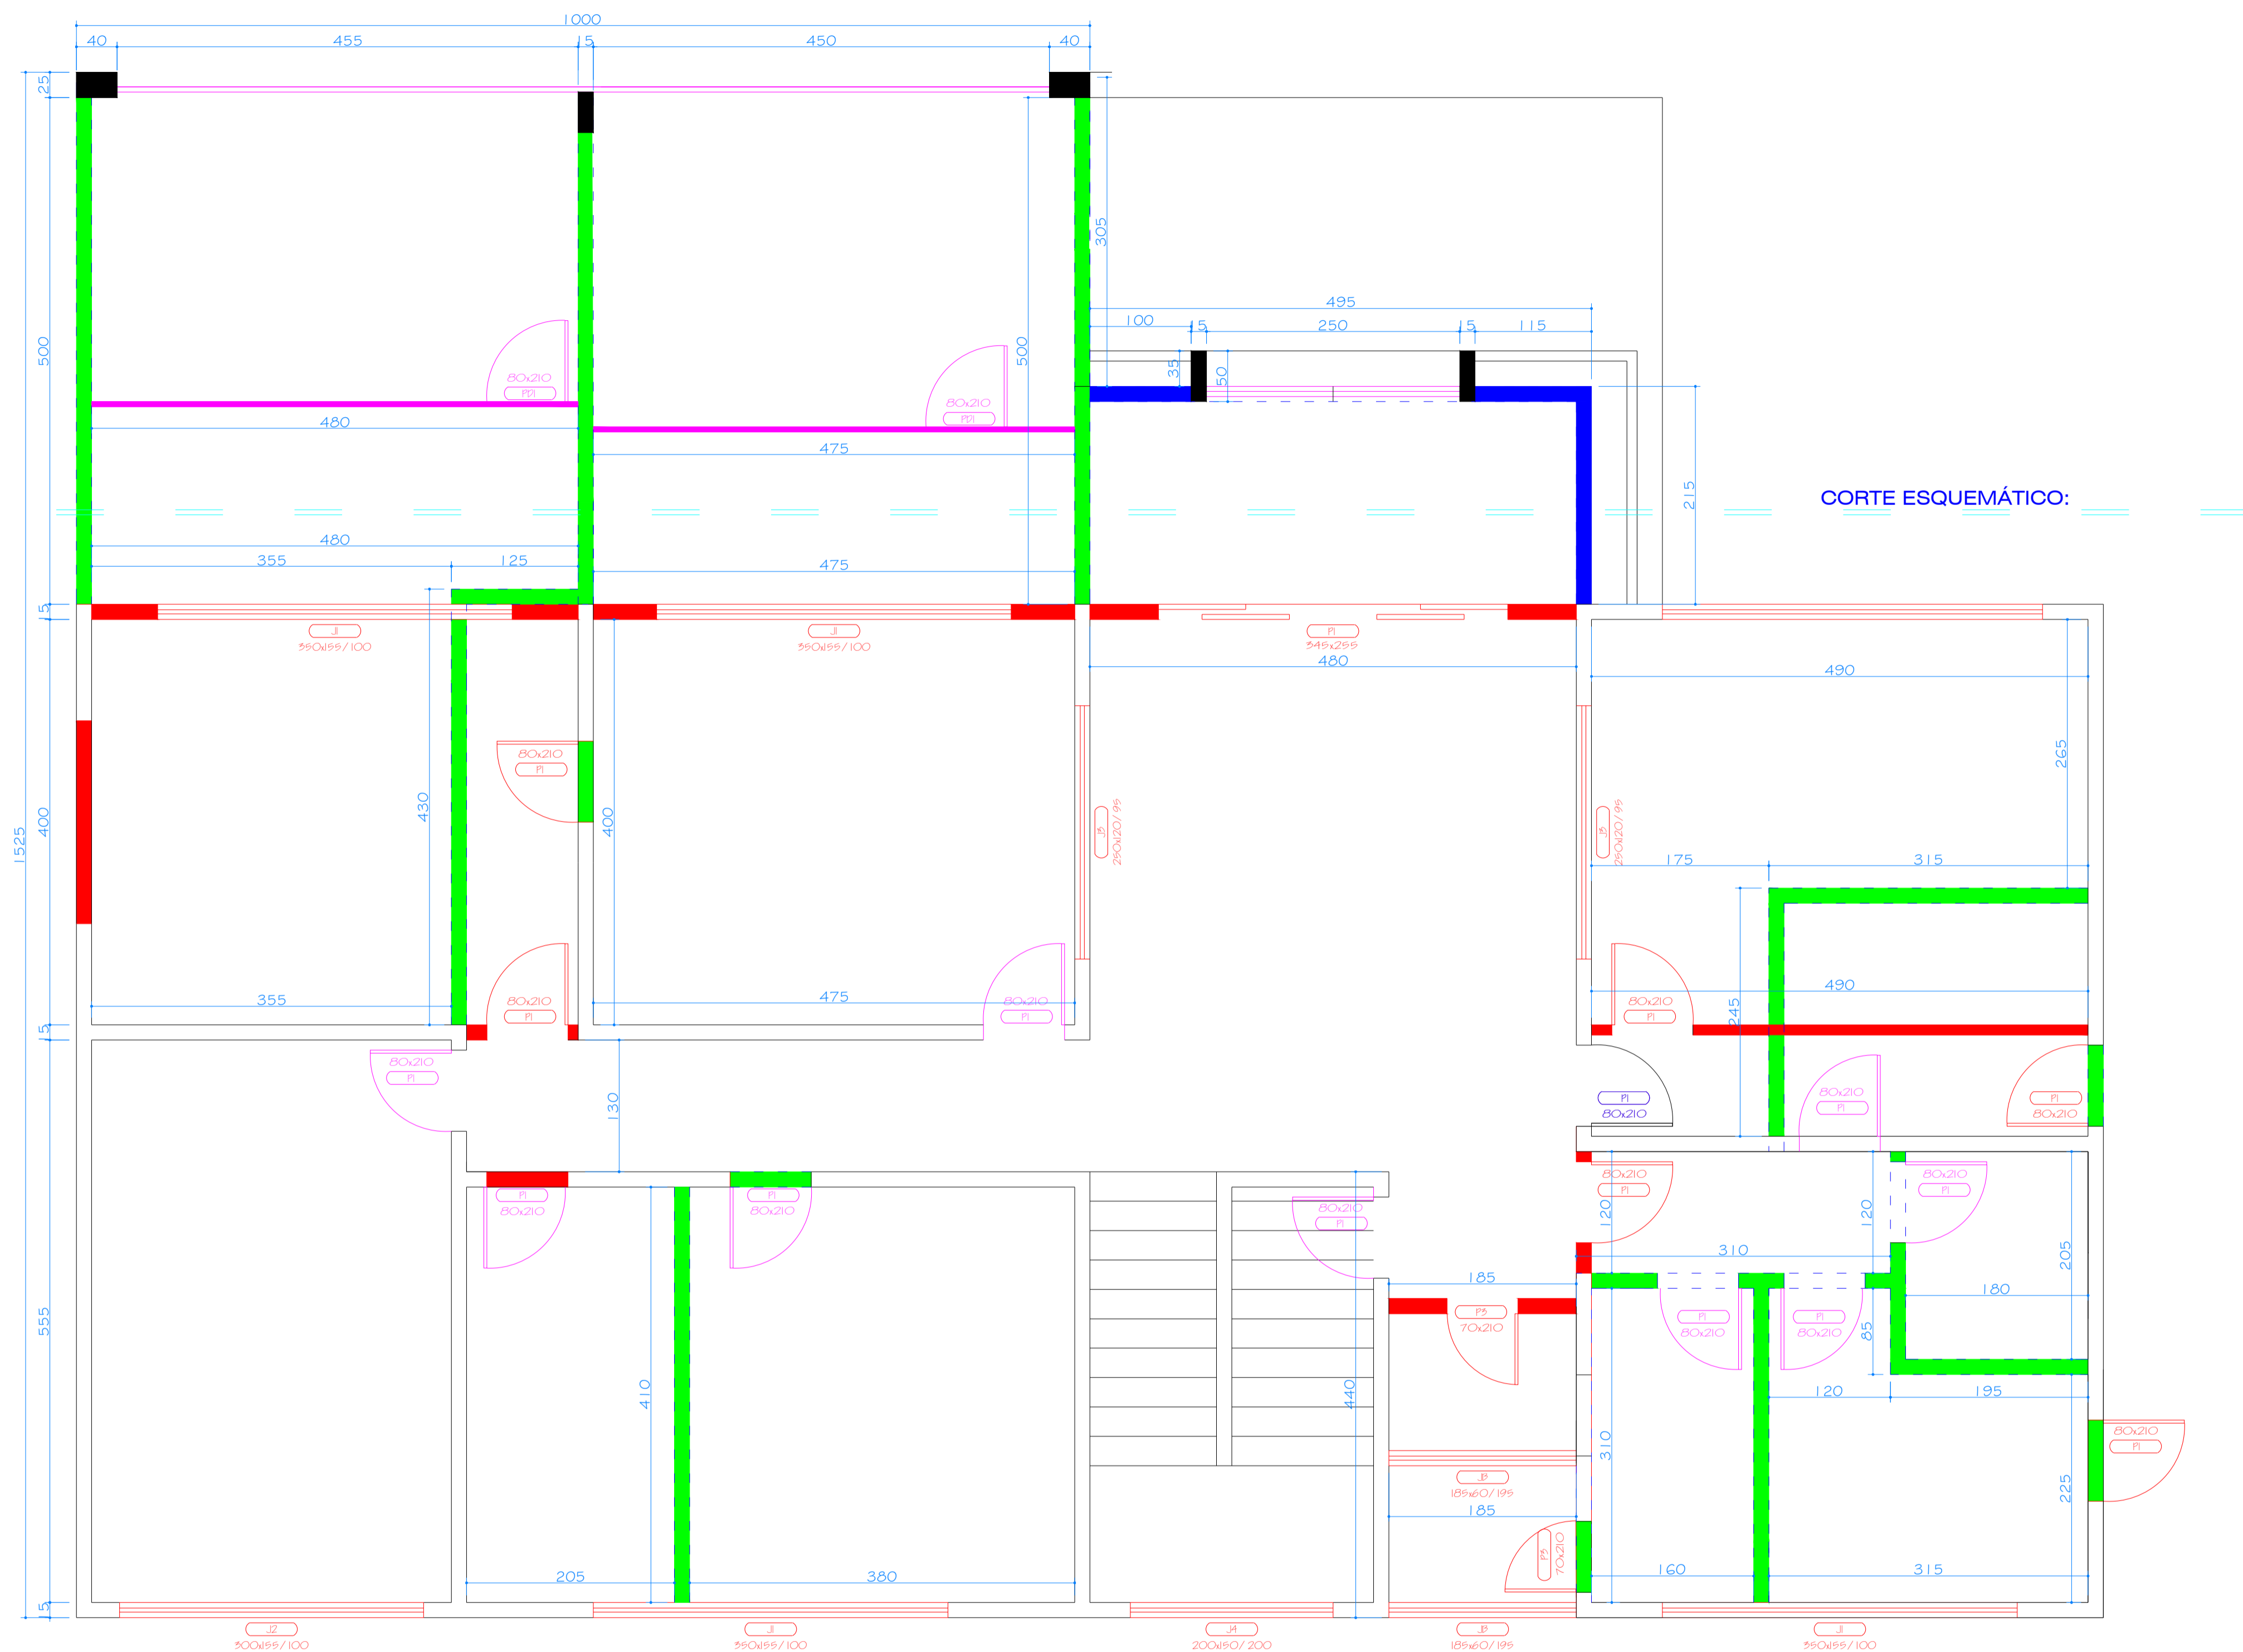 1000
40 455 15 450 40
25
305
495
100 15 250 15 115
500
500
35
50
80x210
PD1
80x210
PD1
480
475
215
CORTE ESQUEMÁTICO:
480
355 125
475
15
J1
350x155/100
J1
350x155/100
P1
345x255
480
490
265
80x210
P1
430
400
400
1525
J3
250x120/95
J3
250x120/95
175 315
355
475
490
245
80x210
P1
80x210
P1
80x210
P1
15
80x210
P1
130
P1
80x210
80x210
P1
P1
80x210
P1
80x210
P1
80x210
80x210
P1
80x210
P1
80x210
P1
120
120
205
310
185
180
P3
70x210
P1
80x210
P1
80x210
85
555
410
440
120 195
80x210
P1
310
225
J3
185x60/195
185
P3
70x210
205 380
160 315
15
J2
300x155/100
J1
350x155/100
J4
200x150/200
J3
185x60/195
J1
350x155/100